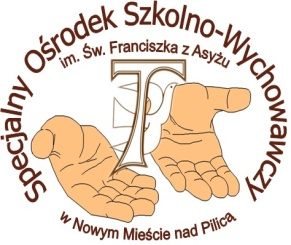 Specjalny Ośrodek Szkolno-Wychowawczy
im. Św. Franciszka z Asyżu
w Nowym Mieście nad Pilicą